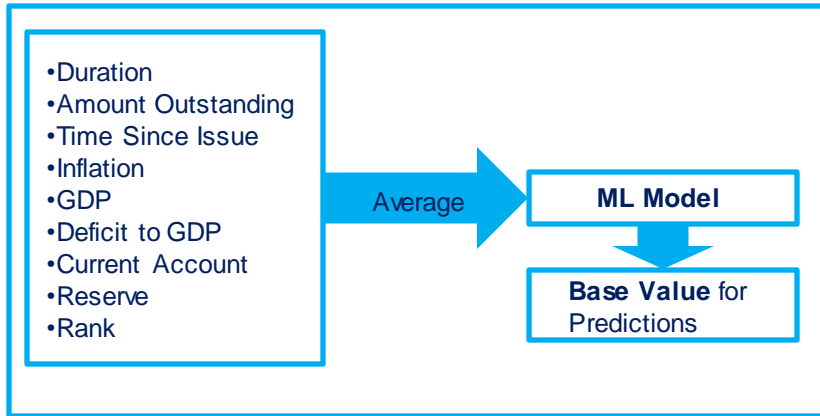 •Duration
•Amount Outstanding
•Time Since Issue
•Inflation
•GDP
•Deficit to GDP
•Current Account
•Reserve
•Rank
Average
ML Model
Base Value for
Predictions